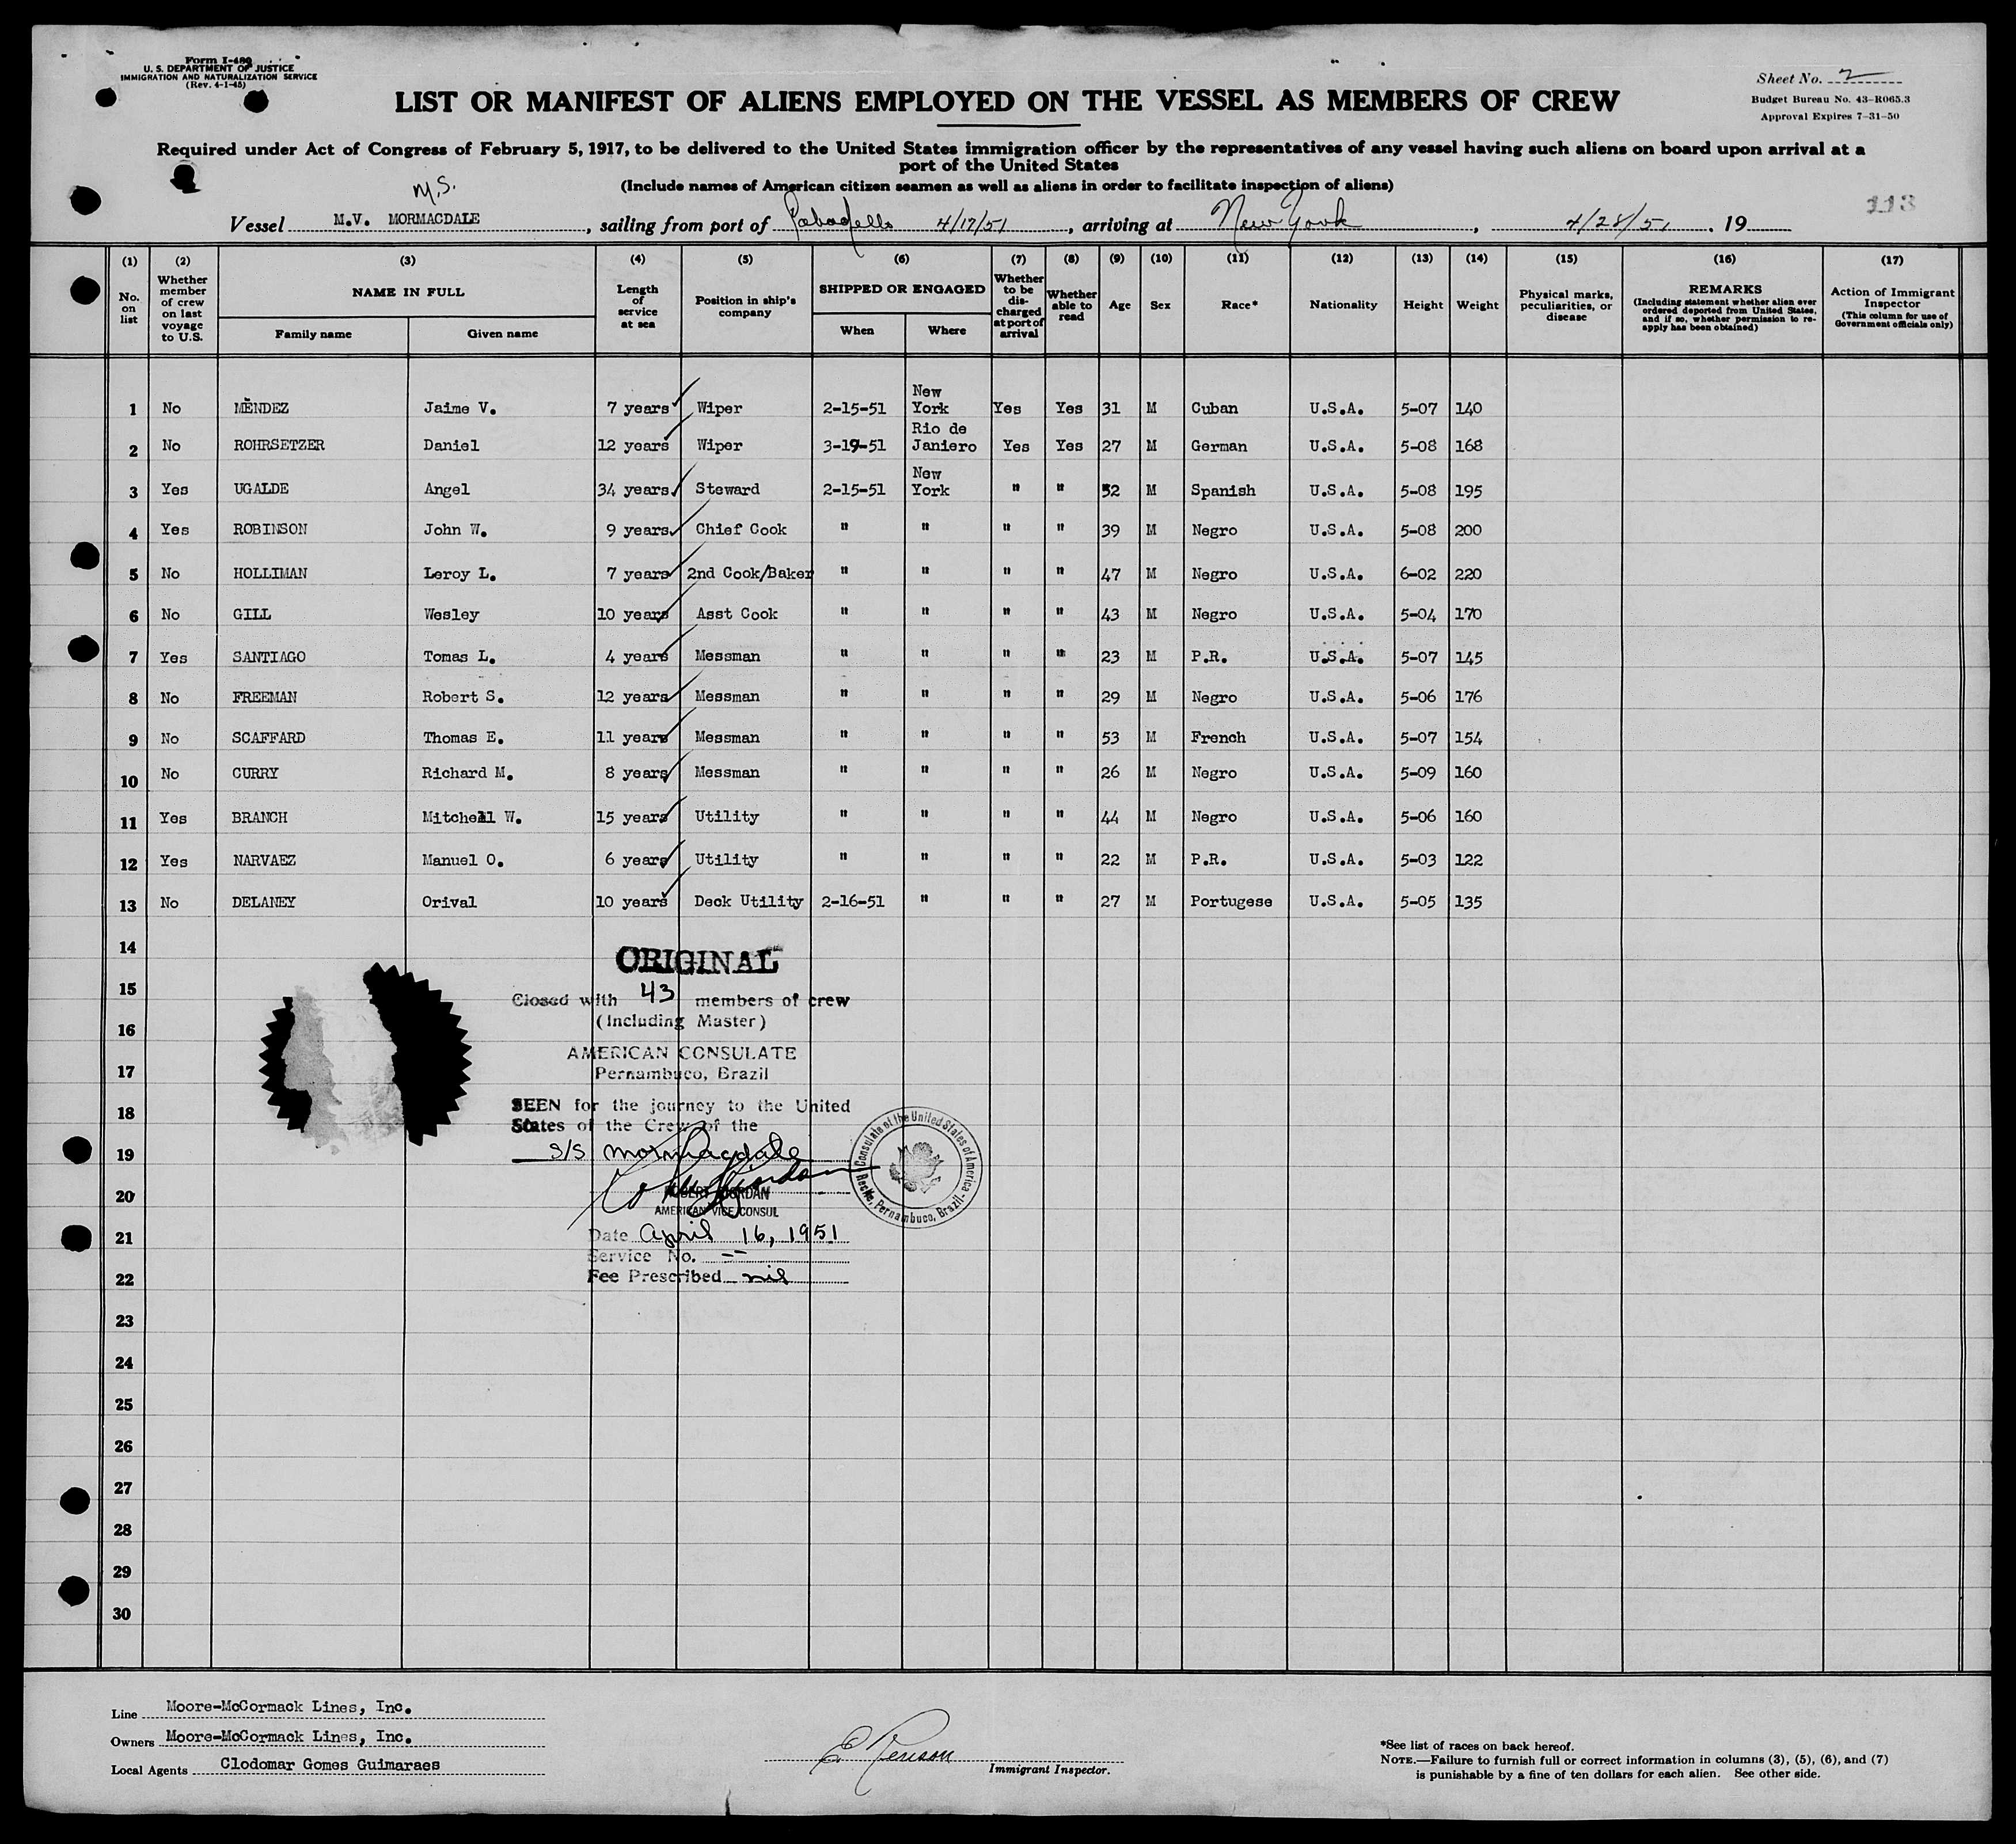 Form I-489
U. S. DEPARTMENT OF JUSTICE
IMMIGRATION AND NATURALIZATION SERVICE
(Rev. 4-1-45)
Sheet No. 2
Budget Bureau No. 43-R065.3
Approval Expires 7-31-50
LIST OR MANIFEST OF ALIENS EMPLOYED ON THE VESSEL AS MEMBERS OF CREW
Required under Act of Congress of February 5, 1917, to be delivered to the United States immigration officer by the representatives of any vessel having such aliens on board upon arrival at a
port of the United States
(Include names of American citizen seamen as well as aliens in order to facilitate inspection of aliens)
M.S.
113
Vessel M.V. MORMACDALE, sailing from port of Cabadello 4/17/51, arriving at New York, 4/28/51, 19
(1) (2) (3) (4) (5) (6) (7) (8) (9) (10) (11) (12) (13) (14) (15) (16) (17)
No. on list
Whether member of crew on last voyage to U.S.
NAME IN FULL
Family name Given name
Length of service at sea
Position in ship's company
SHIPPED OR ENGAGED
When Where
Whether to be discharged at port of arrival
Whether able to read
Age
Sex
Race*
Nationality
Height
Weight
Physical marks, peculiarities, or disease
REMARKS
(Including statement whether alien ever ordered deported from United States, and if so, whether permission to reapply has been obtained)
Action of Immigrant Inspector
(This column for use of Government officials only)
1 No MENDEZ Jaime V. 7 years Wiper 2-15-51 New York Yes Yes 31 M Cuban U.S.A. 5-07 140
2 No ROHRSETZER Daniel 12 years Wiper 3-19-51 Rio de Janiero Yes Yes 27 M German U.S.A. 5-08 168
3 Yes UGALDE Angel 34 years Steward 2-15-51 New York " " 52 M Spanish U.S.A. 5-08 195
4 Yes ROBINSON John W. 9 years Chief Cook " " " " 39 M Negro U.S.A. 5-08 200
5 No HOLLIMAN Leroy L. 7 years 2nd Cook/Baker " " " " 47 M Negro U.S.A. 6-02 220
6 No GILL Wesley 10 years Asst Cook " " " " 43 M Negro U.S.A. 5-04 170
7 Yes SANTIAGO Tomas L. 4 years Messman " " " " 23 M P.R. U.S.A. 5-07 145
8 No FREEMAN Robert S. 12 years Messman " " " " 29 M Negro U.S.A. 5-06 176
9 No SCAFFARD Thomas E. 11 years Messman " " " " 53 M French U.S.A. 5-07 154
10 No CURRY Richard M. 8 years Messman " " " " 26 M Negro U.S.A. 5-09 160
11 Yes BRANCH Mitchell W. 15 years Utility " " " " 44 M Negro U.S.A. 5-06 160
12 Yes NARVAEZ Manuel O. 6 years Utility " " " " 22 M P.R. U.S.A. 5-03 122
13 No DELANEY Orival 10 years Deck Utility 2-16-51 " " " 27 M Portugese U.S.A. 5-05 135
14
15
16
17
18
19
20
21
22
23
24
25
26
27
28
29
30
ORIGINAL
Closed with 43 members of crew
(Including Master)
AMERICAN CONSULATE
Pernambuco, Brazil
SEEN for the journey to the United
States of the Crew of the
S/S Mormacdale
ROBERT JORDAN
AMERICAN VICE CONSUL
Date April 16, 1951
Service No. --
Fee Prescribed nil
Consulate of the United States of America - Recife, Pernambuco, Brazil -
Line Moore-McCormack Lines, Inc.
Owners Moore-McCormack Lines, Inc.
Local Agents Clodomar Gomes Guimaraes
Immigrant Inspector.
*See list of races on back hereof.
NOTE.—Failure to furnish full or correct information in columns (3), (5), (6), and (7)
is punishable by a fine of ten dollars for each alien. See other side.